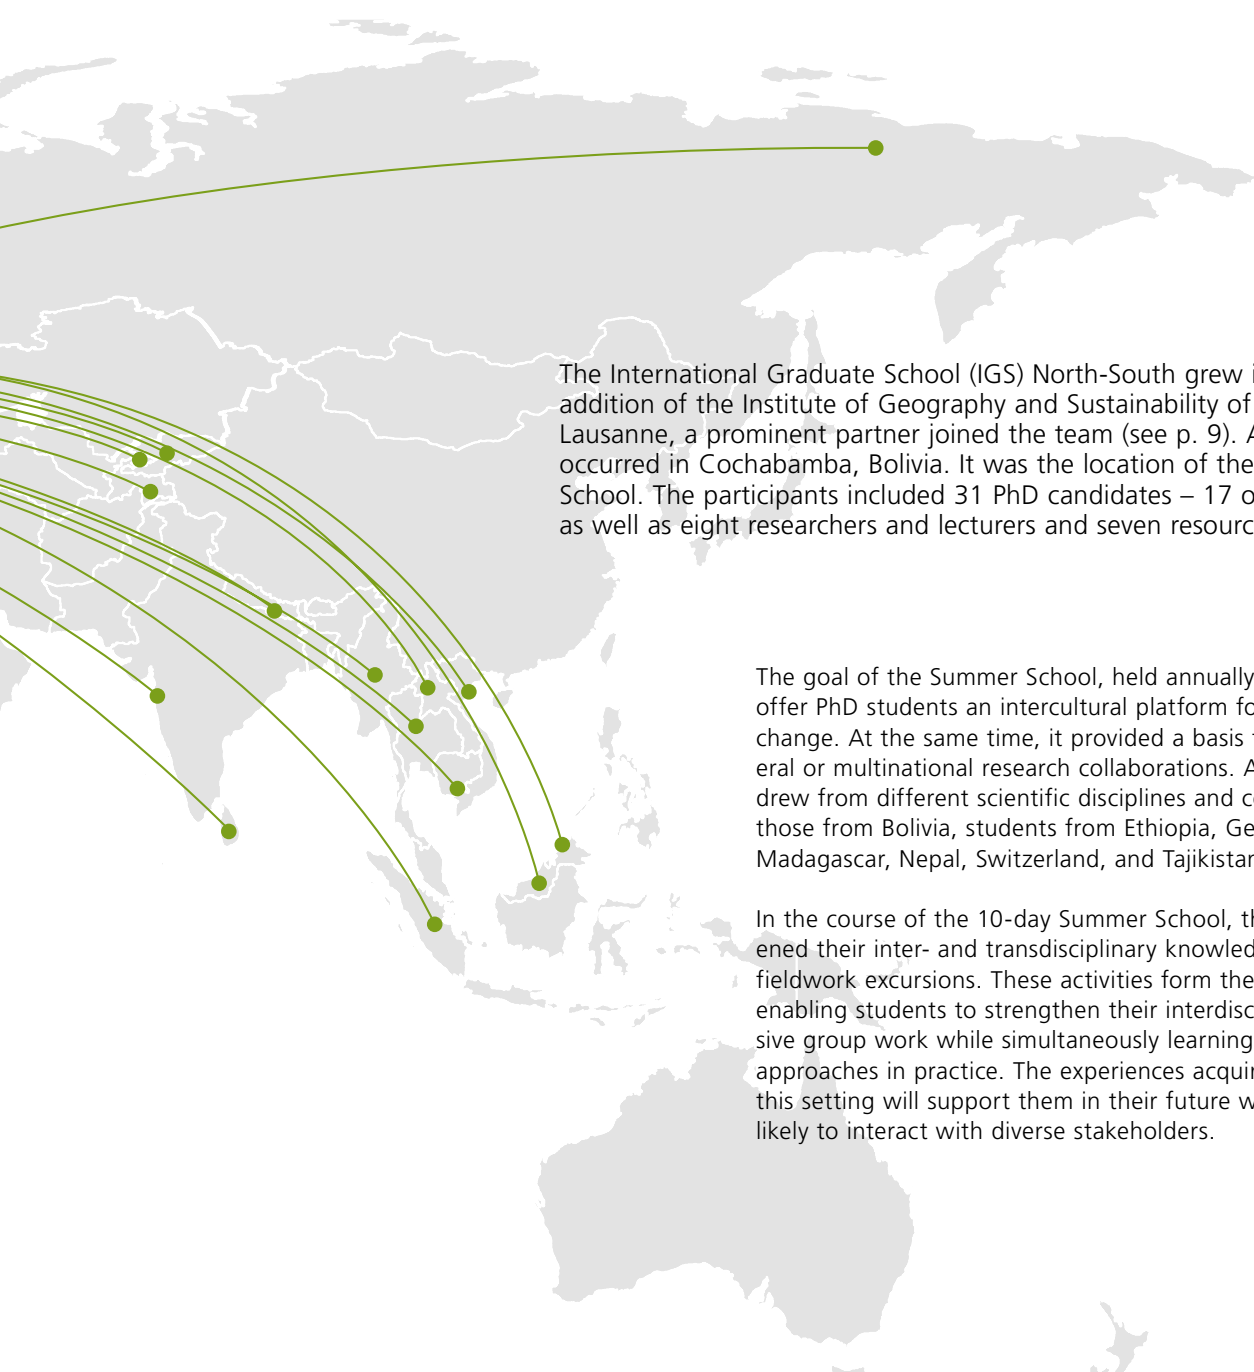 The International Graduate School (IGS) North-South grew
addition of the Institute of Geography and Sustainability of
Lausanne, a prominent partner joined the team (see p. 9).
occurred in Cochabamba, Bolivia. It was the location of the
School. The participants included 31 PhD candidates – 17
as well as eight researchers and lecturers and seven
The goal of the Summer School, held annually
offer PhD students an intercultural platform
change. At the same time, it provided a basis
eral or multinational research collaborations.
drew from different scientific disciplines and
those from Bolivia, students from Ethiopia,
Madagascar, Nepal, Switzerland, and Tajikistan
In the course of the 10-day Summer School,
ened their inter- and transdisciplinary
fieldwork excursions. These activities form the
enabling students to strengthen their
sive group work while simultaneously learning
approaches in practice. The experiences
this setting will support them in their future
likely to interact with diverse stakeholders.